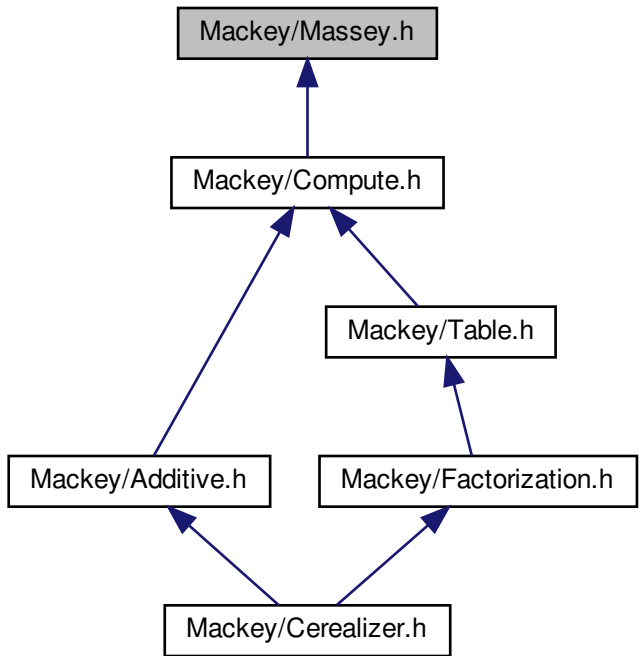 Mackey/Massey.h
Mackey/Compute.h
Mackey/Table.h
Mackey/Additive.h
Mackey/Factorization.h
Mackey/Cerealizer.h